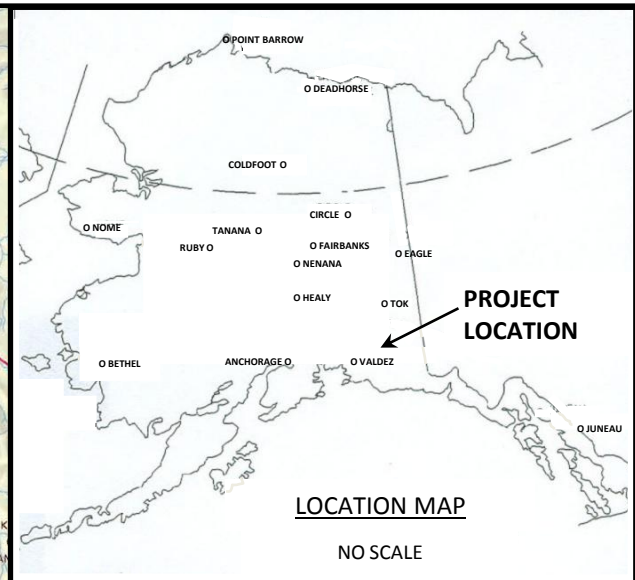 O POINT BARROW
O DEADHORSE
COLDFOOT O
CIRCLE O
O NOME
TANANA O
RUBY O
O FAIRBANKS
O EAGLE
O NENANA
O HEALY
O TOK
PROJECT
LOCATION
O BETHEL
ANCHORAGE O
O VALDEZ
O JUNEAU
LOCATION MAP
NO SCALE